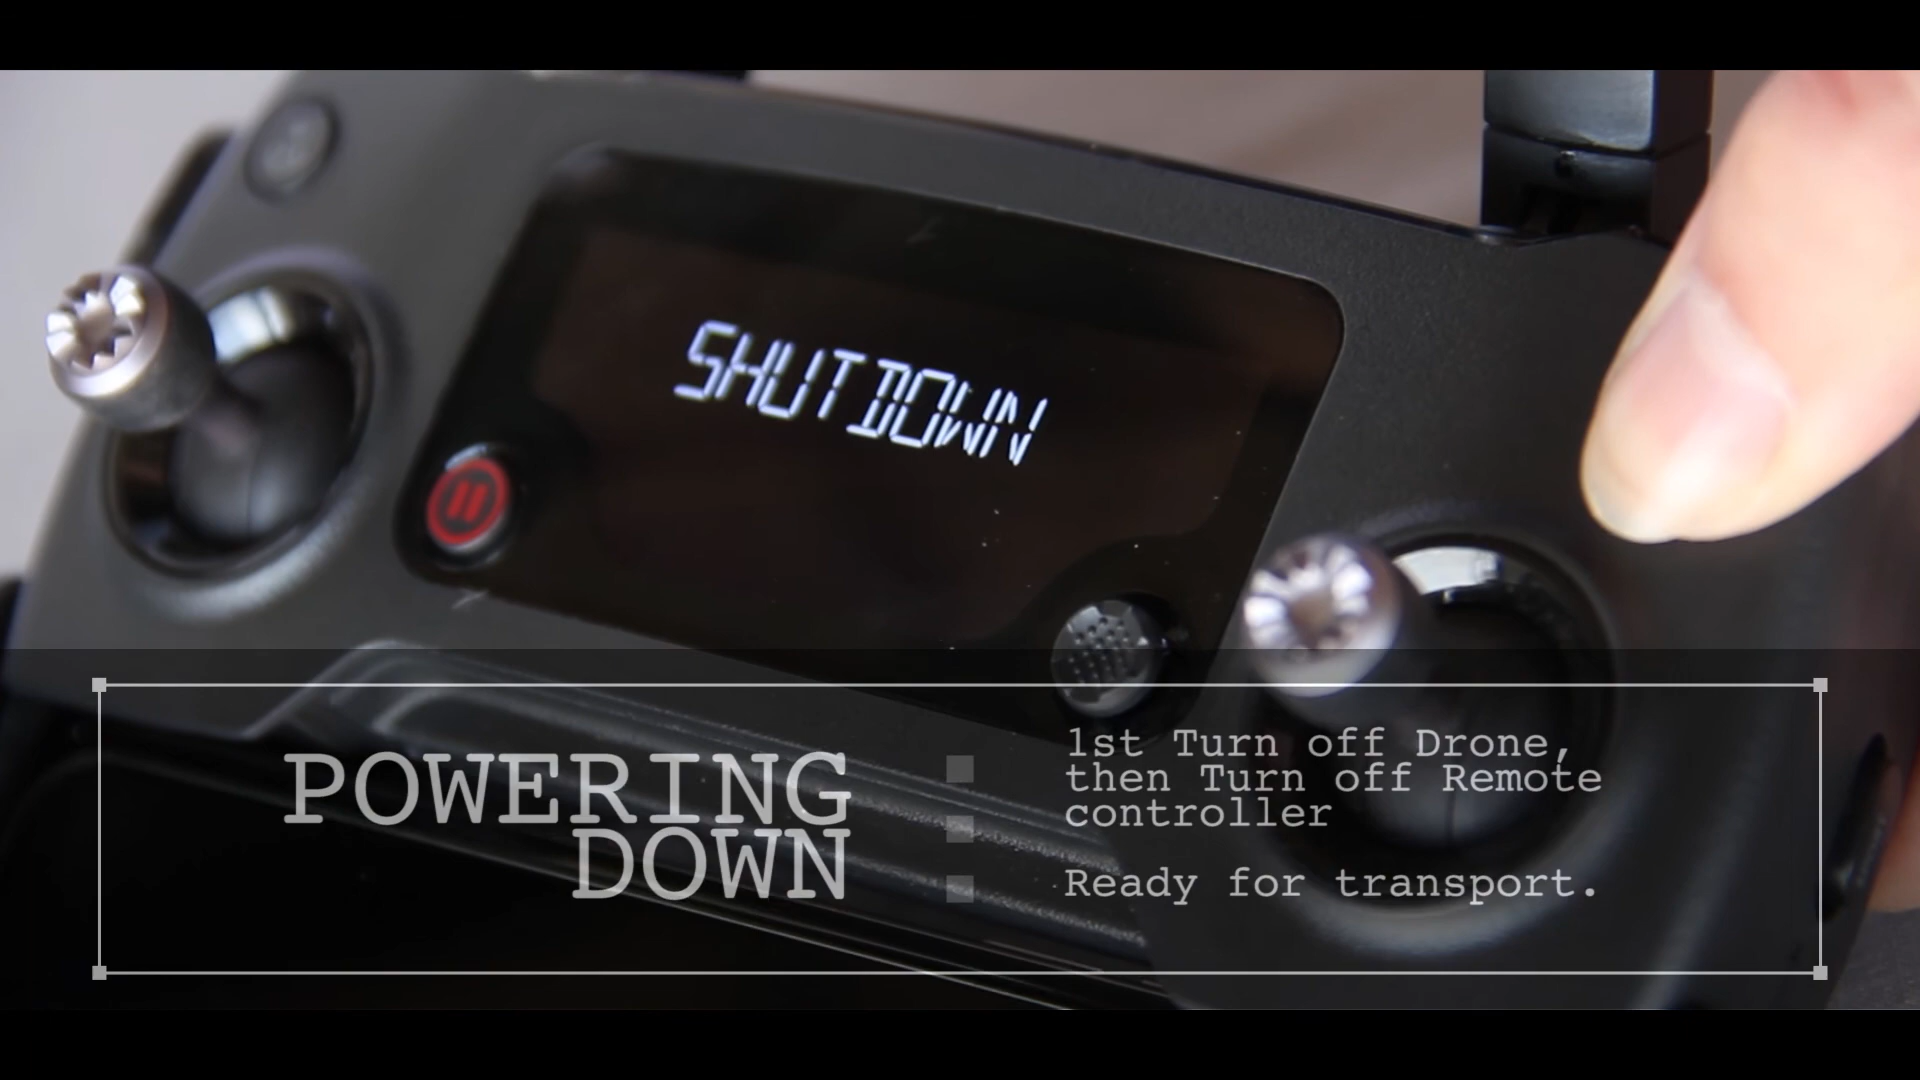 SHUTDOWN
POWERING
DOWN
1st Turn off Drone,
then Turn off Remote
controller
Ready for transport.